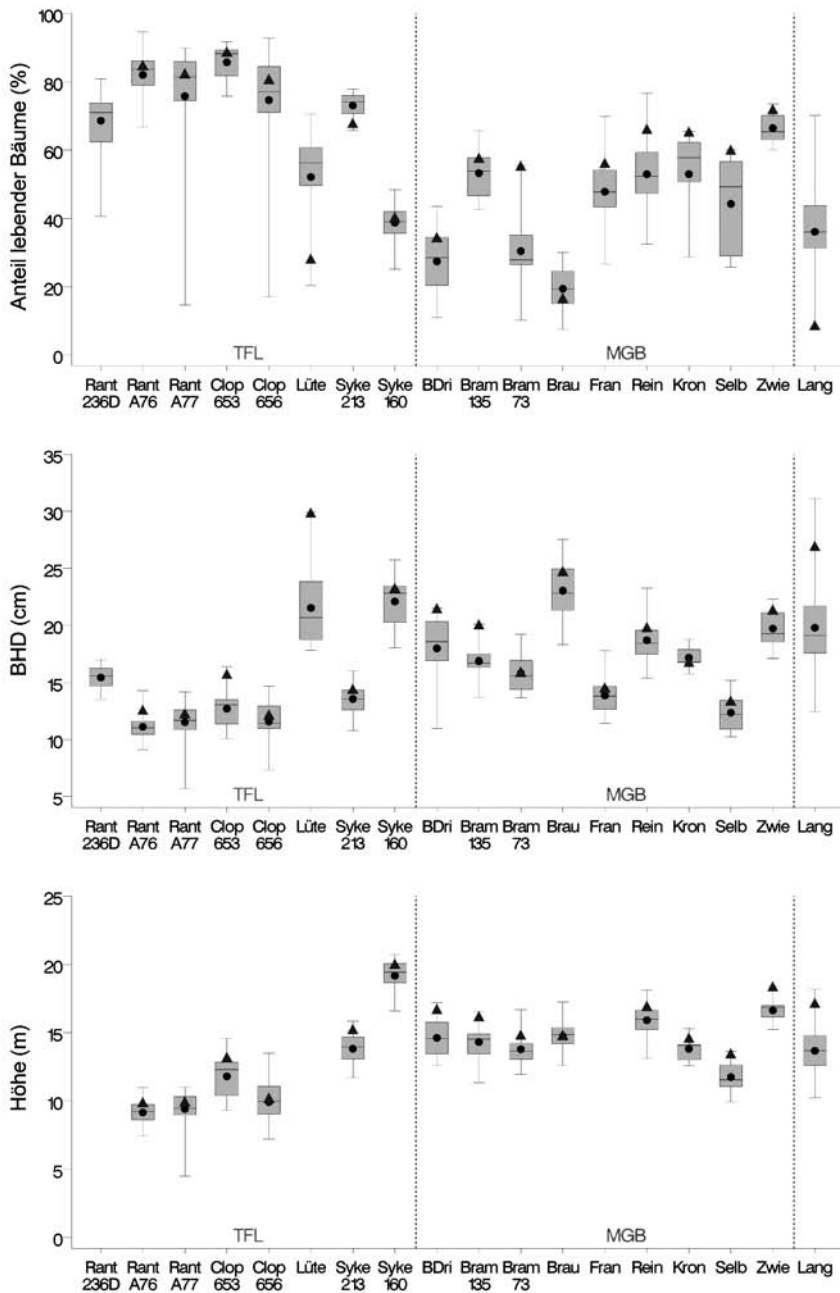 Anteil lebender Bäume (%)
100
80
60
40
20
0
TFL
MGB
Rant Rant Rant Clop Clop Lüte Syke Syke BDri Bram Bram Brau Fran Rein Kron Selb Zwie Lang
236D A76 A77 653 656 213 160 135 73
BHD (cm)
35
30
25
20
15
10
5
TFL
MGB
Rant Rant Rant Clop Clop Lüte Syke Syke BDri Bram Bram Brau Fran Rein Kron Selb Zwie Lang
236D A76 A77 653 656 213 160 135 73
Höhe (m)
25
20
15
10
5
0
TFL
MGB
Rant Rant Rant Clop Clop Lüte Syke Syke BDri Bram Bram Brau Fran Rein Kron Selb Zwie Lang
236D A76 A77 653 656 213 160 135 73